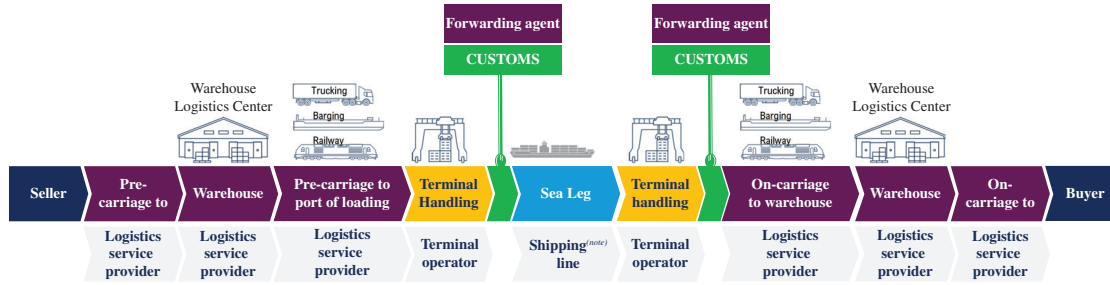 Forwarding agent
CUSTOMS
Forwarding agent
CUSTOMS
Warehouse
Logistics Center
Trucking
Barging
Railway
Trucking
Barging
Railway
Warehouse
Logistics Center
Seller
Pre-
carriage to
Warehouse
Pre-carriage to
port of loading
Terminal
Handling
Sea Leg
Terminal
handling
On-carriage
to warehouse
Warehouse
On-
carriage to
Buyer
Logistics
service
provider
Logistics
service
provider
Logistics
service
provider
Terminal
operator
Shipping(note)
line
Terminal
operator
Logistics
service
provider
Logistics
service
provider
Logistics
service
provider